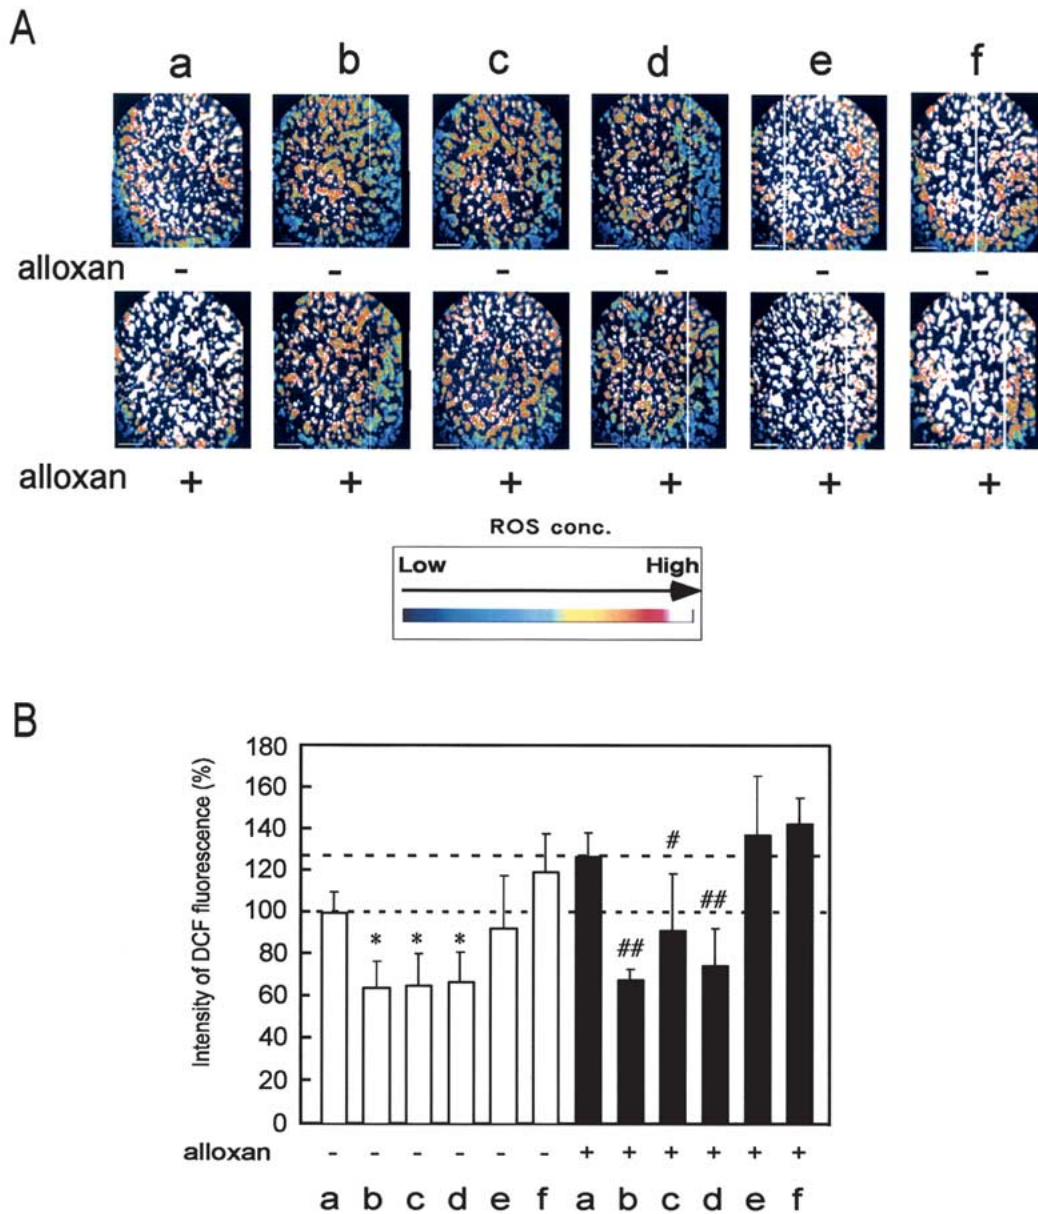 A
a b c d e f
alloxan - - - - - -
alloxan + + + + + +
ROS conc.
Low High
B
Intensity of DCF fluorescence (%)
180
160
140
120
100
80
60
40
20
0
* * * ## # ##
alloxan - - - - - - + + + + + +
a b c d e f a b c d e f